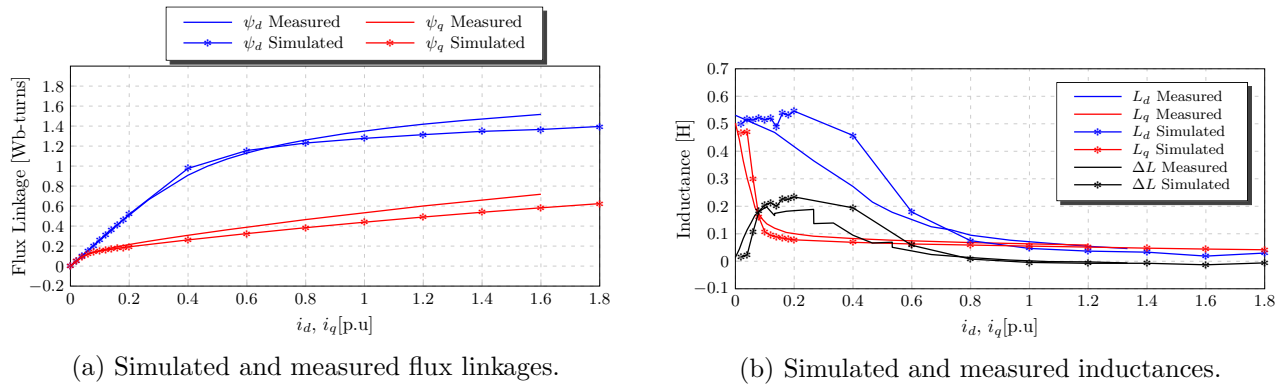 ψd Measured
ψq Measured
ψd Simulated
ψq Simulated
Flux Linkage [Wb-turns]
1.8
1.6
1.4
1.2
1
0.8
0.6
0.4
0.2
0
−0.2
0 0.2 0.4 0.6 0.8 1 1.2 1.4 1.6 1.8
id, iq[p.u]
(a) Simulated and measured flux linkages.
Inductance [H]
0.7
0.6
0.5
0.4
0.3
0.2
0.1
0
−0.1
Ld Measured
Lq Measured
Ld Simulated
Lq Simulated
ΔL Measured
ΔL Simulated
0 0.2 0.4 0.6 0.8 1 1.2 1.4 1.6 1.8
id, iq[p.u]
(b) Simulated and measured inductances.